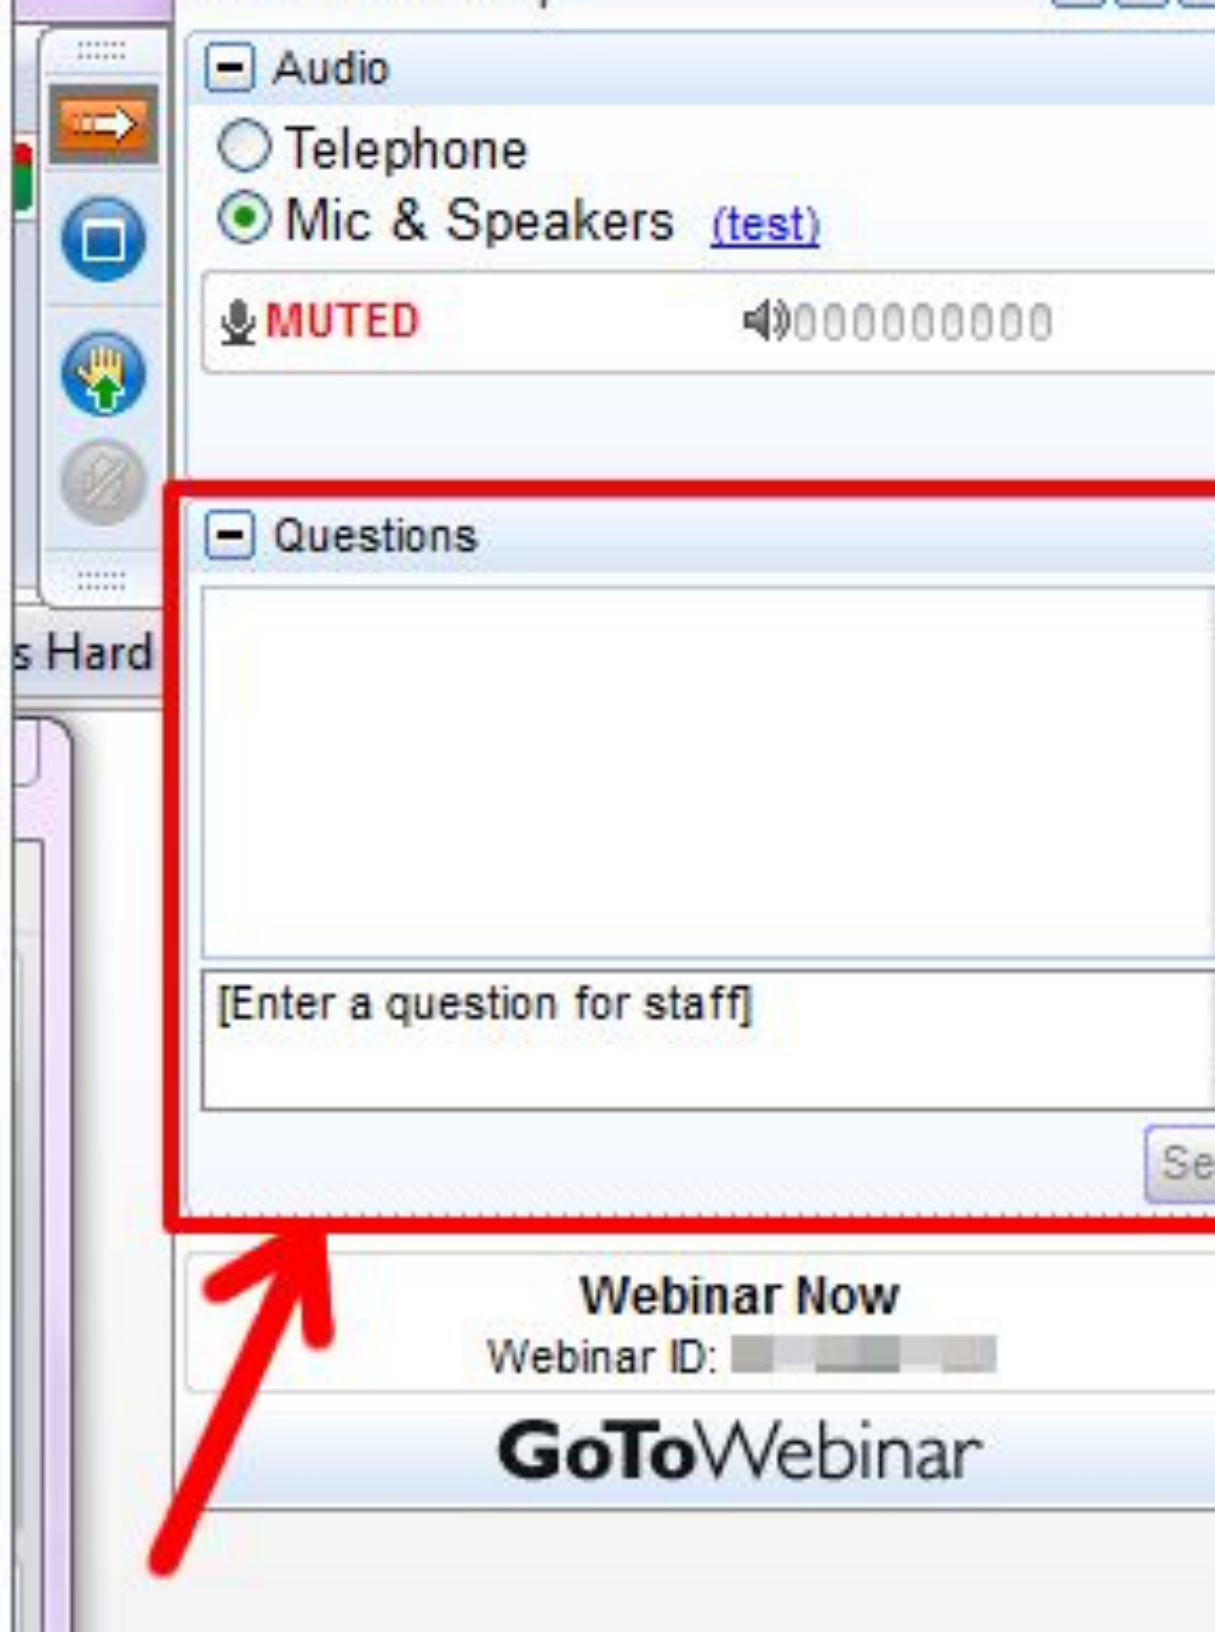 Audio
Telephone
Mic & Speakers (test)
MUTED
Questions
s Hard
[Enter a question for staff]
Se
Webinar Now
Webinar ID:
GoToWebinar